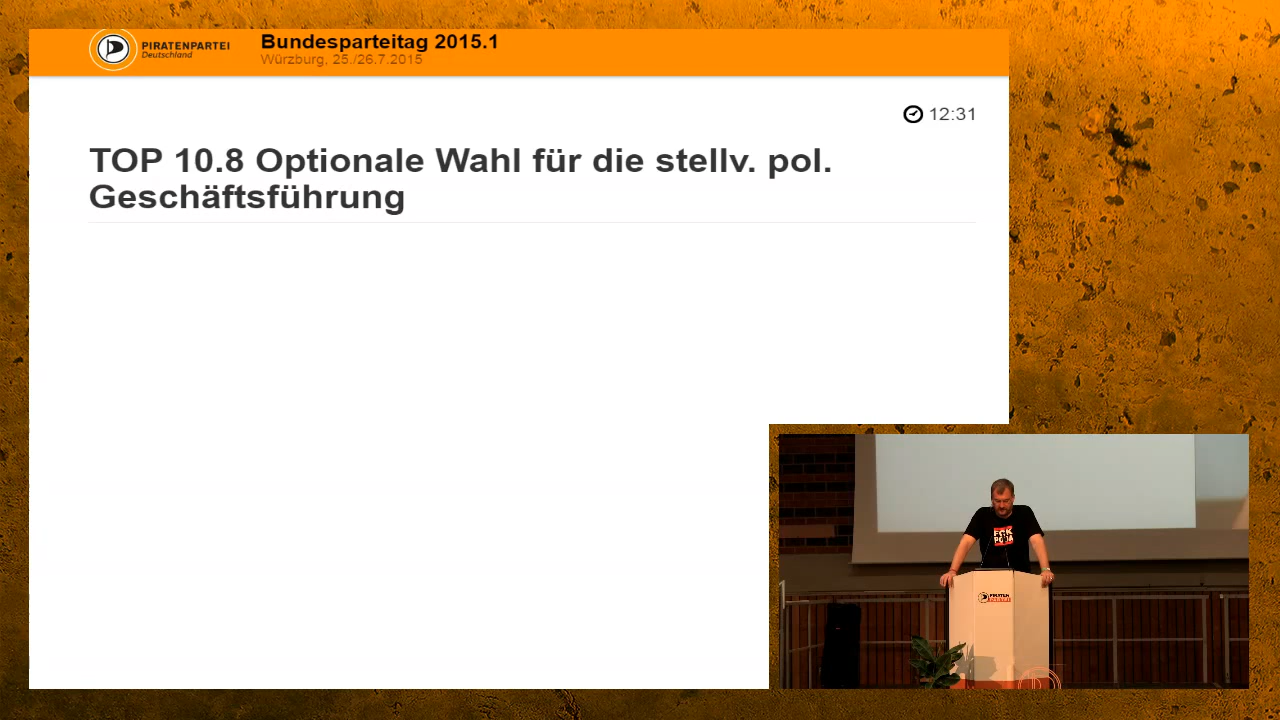 PIRATENPARTEI
Deutschland
Bundesparteitag 2015.1
Würzburg, 25./26.7.2015
12:31
TOP 10.8 Optionale Wahl für die stellv. pol.
Geschäftsführung
PIRATEN